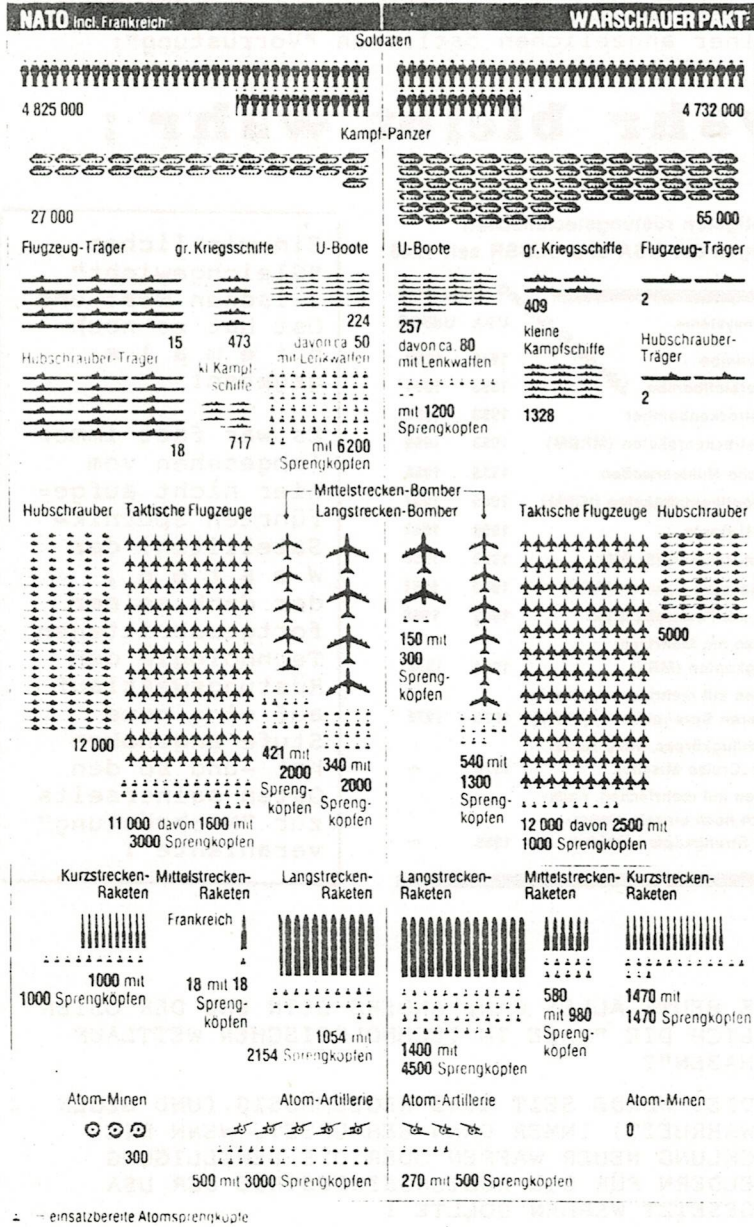 NATO incl. Frankreich
WARSCHAUER PAKT
Soldaten
4 825 000
4 732 000
Kampf-Panzer
27 000
65 000
Flugzeug-Träger
gr. Kriegsschiffe
U-Boote
U-Boote
gr. Kriegsschiffe
Flugzeug-Träger
15
473
224
davon ca. 50
mit Lenkwaffen
257
davon ca. 80
mit Lenkwaffen
409
2
Hubschrauber-Träger
kl Kampf-
schiffe
kleine
Kampfschiffe
Hubschrauber-
Träger
18
717
mit 6200
Sprengköpfen
mit 1200
Sprengköpfen
1328
2
Mittelstrecken-Bomber
Hubschrauber
Taktische Flugzeuge
Langstrecken-Bomber
Taktische Flugzeuge
Hubschrauber
12 000
11 000 davon 1600 mit
3000 Sprengköpfen
421 mit
2000
Spreng-
köpfen
340 mit
2000
Spreng-
köpfen
150 mit
300
Spreng-
köpfen
540 mit
1300
Spreng-
köpfen
12 000 davon 2500 mit
1000 Sprengköpfen
5000
Kurzstrecken-
Raketen
Mittelstrecken-
Raketen
Langstrecken-
Raketen
Langstrecken-
Raketen
Mittelstrecken-
Raketen
Kurzstrecken-
Raketen
Frankreich
1000 mit
1000 Sprengköpfen
18 mit 18
Spreng-
köpfen
1054 mit
2154 Sprengköpfen
1400 mit
4500 Sprengköpfen
580
mit 980
Spreng-
köpfen
1470 mit
1470 Sprengköpfen
Atom-Minen
Atom-Artillerie
Atom-Artillerie
Atom-Minen
300
500 mit 3000 Sprengköpfen
270 mit 500 Sprengköpfen
0
= einsatzbereite Atomsprengköpfe